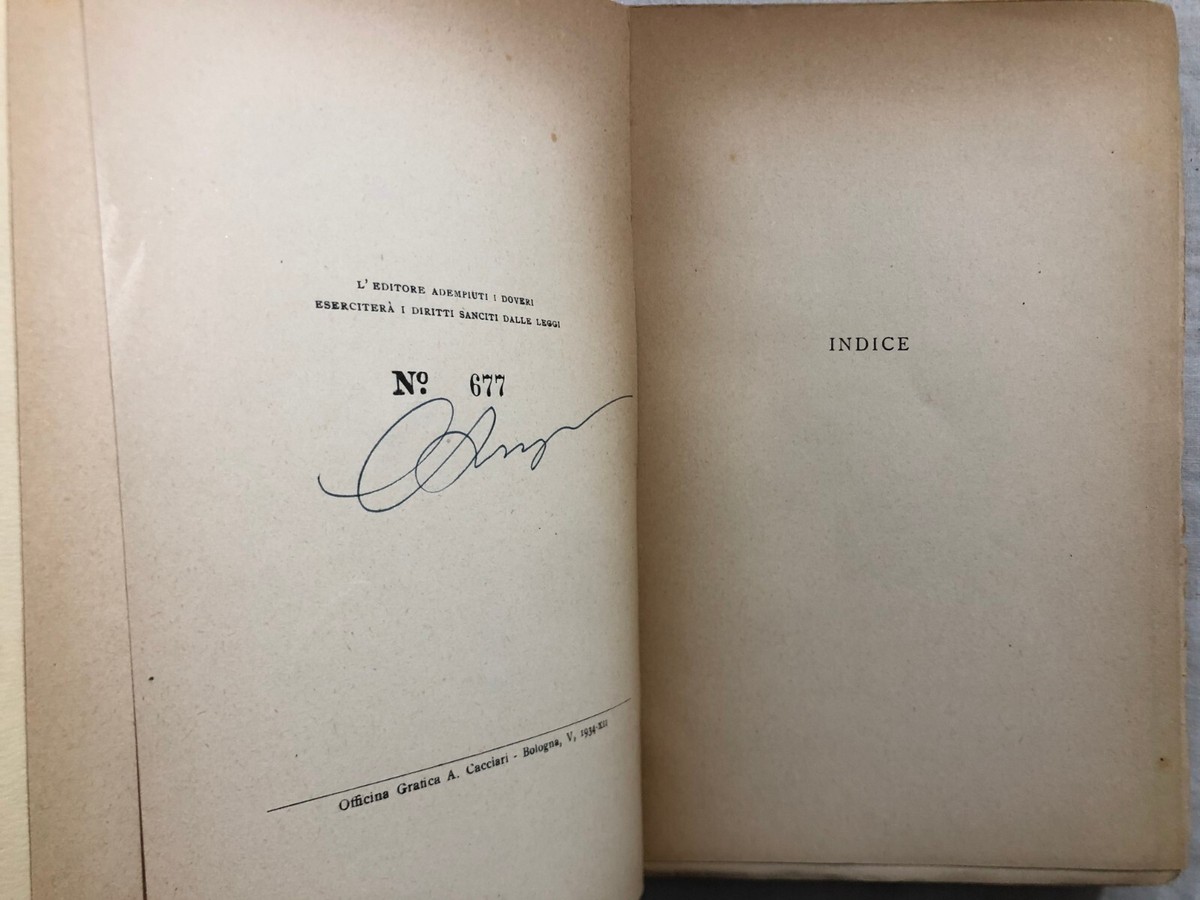 L' EDITORE ADEMPIUTI I DOVERI
ESERCITERÀ I DIRITTI SANCITI DALLE LEGGI
Nº 677
Officina Grafica A. Cacciari - Bologna, V, 1934-XII
INDICE